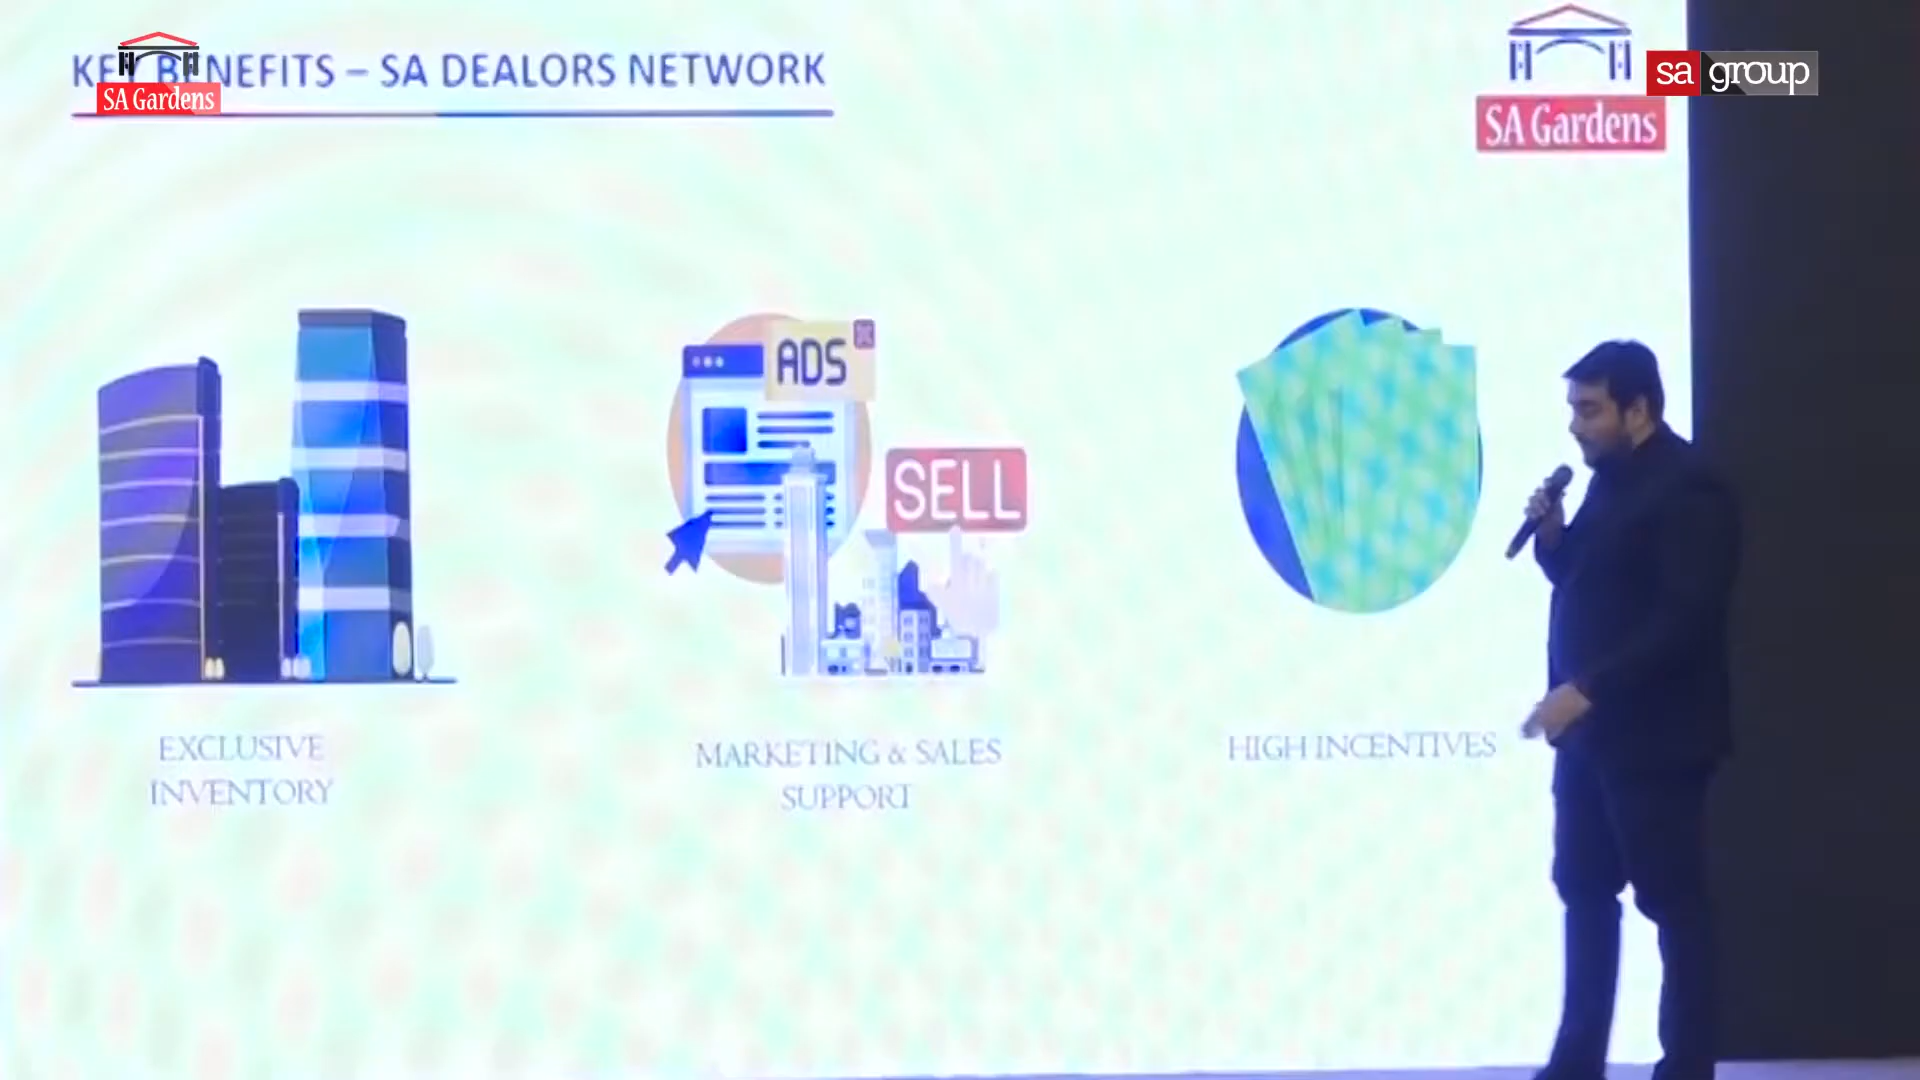 KEY BENEFITS – SA DEALORS NETWORK
SA Gardens
SA Gardens
sa group
ADS
SELL
EXCLUSIVE
INVENTORY
MARKETING & SALES
SUPPORT
HIGH INCENTIVES